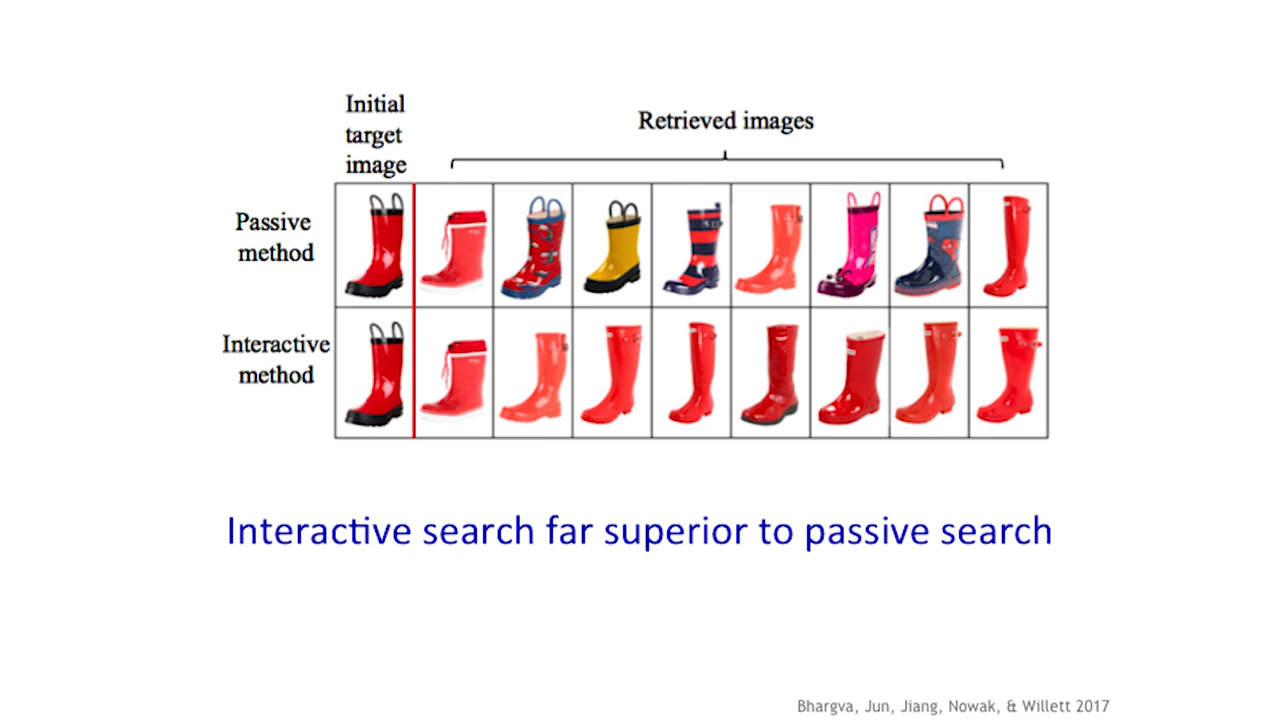 Initial
target
image
Retrieved images
Passive
method
Interactive
method
Interactive search far superior to passive search
Bhargva, Jun, Jiang, Nowak, & Willett 2017